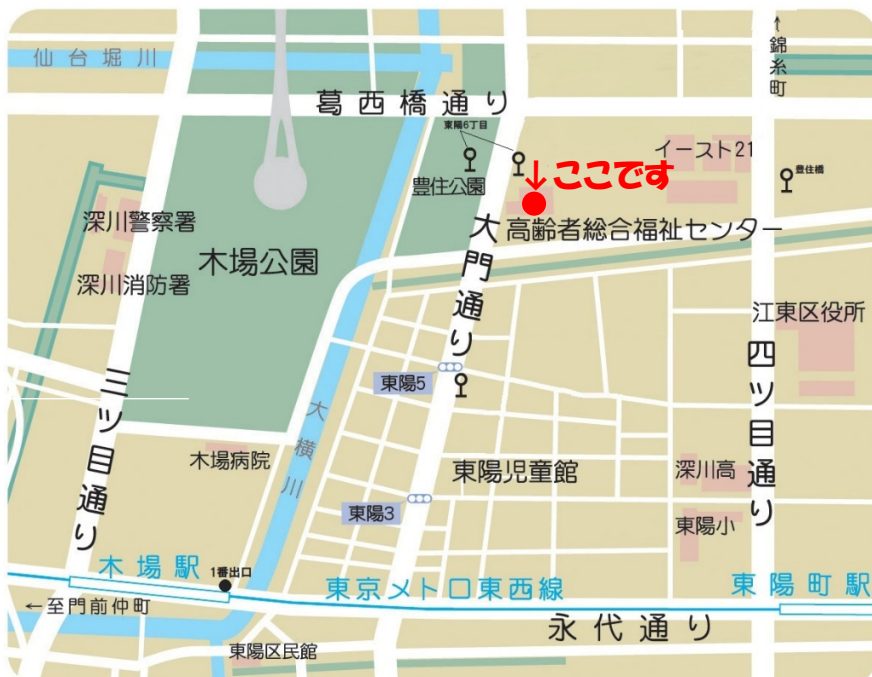 ↑錦糸町
仙台堀川
葛西橋通り
東陽6丁目
イースト21
↓ここです
豊住橋
豊住公園
深川警察署
高齢者総合福祉センター
木場公園
大門通り
深川消防署
江東区役所
四ツ目通り
三ツ目通り
東陽5
大横川
木場病院
東陽児童館
深川高
東陽3
東陽小
木場駅
1番出口
東京メトロ東西線
東陽町駅
←至門前仲町
永代通り
東陽区民館